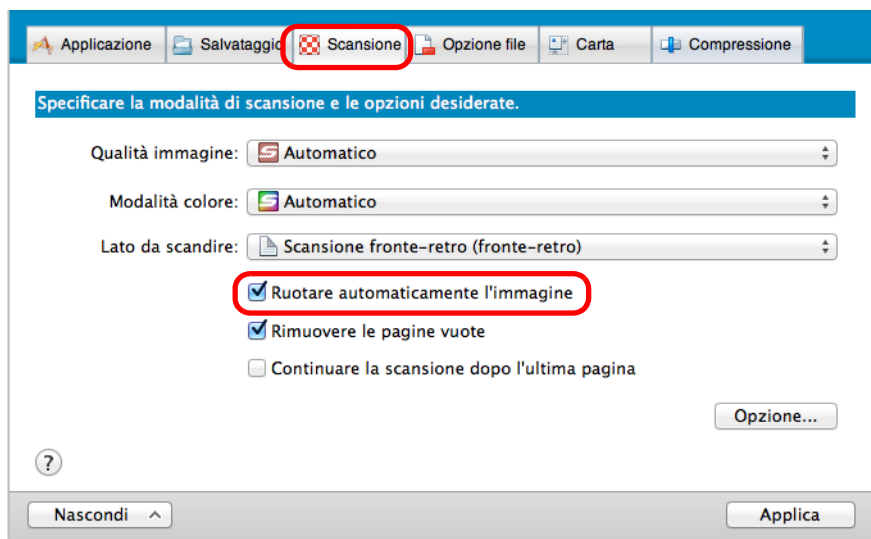 Applicazione Salvataggio Scansione Opzione file Carta Compressione
Specificare la modalità di scansione e le opzioni desiderate.
Qualità immagine: Automatico
Modalità colore: Automatico
Lato da scandire: Scansione fronte-retro (fronte-retro)
Ruotare automaticamente l'immagine
Rimuovere le pagine vuote
Continuare la scansione dopo l'ultima pagina
Opzione...
?
Nascondi Applica